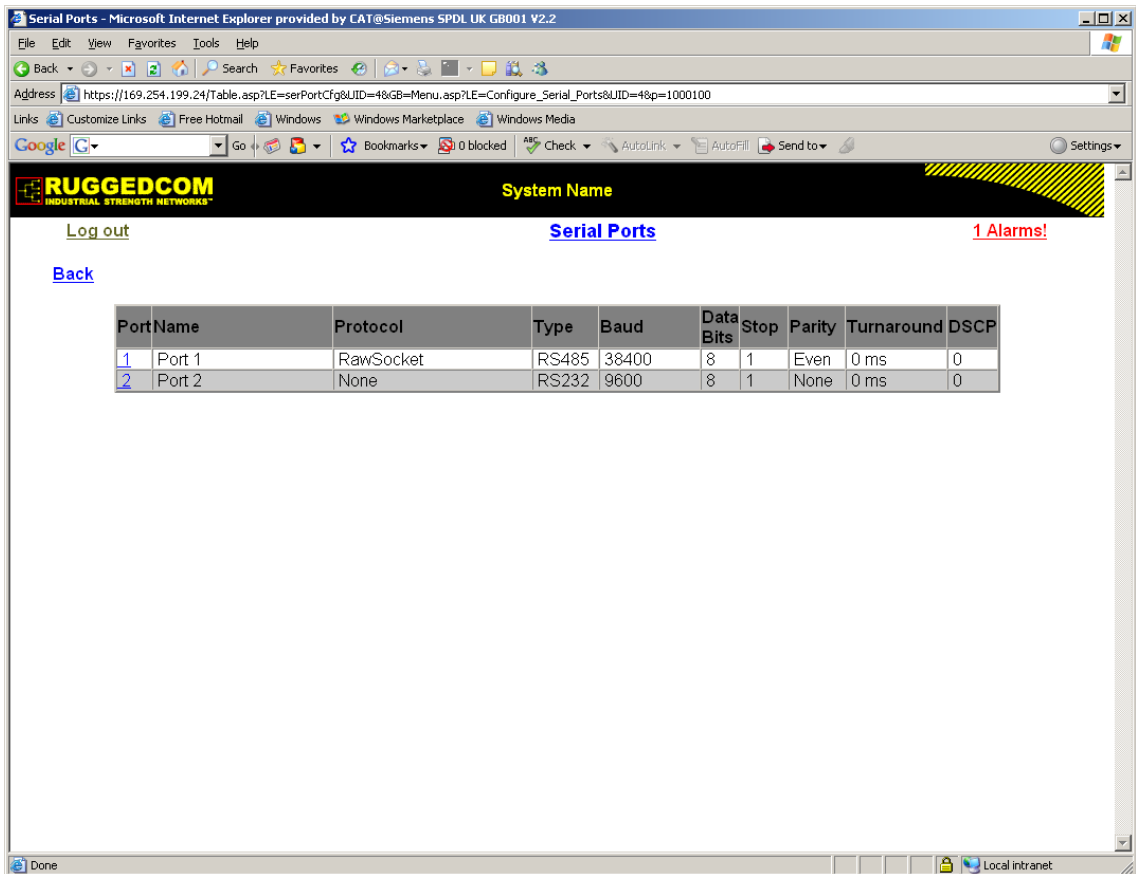 Serial Ports - Microsoft Internet Explorer provided by CAT@Siemens SPDL UK GB001 V2.2
File Edit View Favorites Tools Help
Back Search Favorites
Address https://169.254.199.24/Table.asp?LE=serPortCfg&UID=4&GB=Menu.asp?LE=Configure_Serial_Ports&UID=4&p=1000100
Links Customize Links Free Hotmail Windows Windows Marketplace Windows Media
Google G Go Bookmarks 0 blocked ABC Check AutoLink AutoFill Send to Settings
RUGGEDCOM System Name
INDUSTRIAL STRENGTH NETWORKS™
Log out Serial Ports 1 Alarms!
Back
Port Name Protocol Type Baud Data Bits Stop Parity Turnaround DSCP
1 Port 1 RawSocket RS485 38400 8 1 Even 0 ms 0
2 Port 2 None RS232 9600 8 1 None 0 ms 0
Done Local intranet